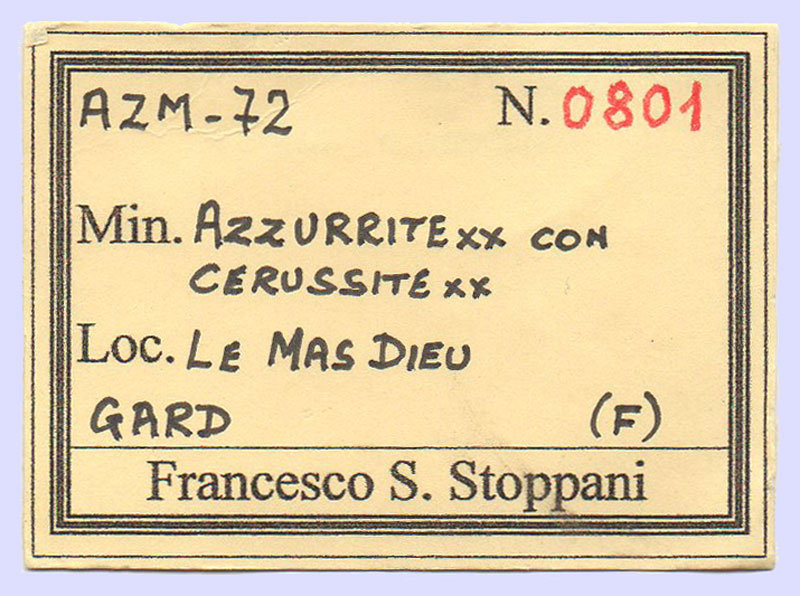 AZM-72 N. 0801
Min. AZZURRITE xx CON
CERUSSITE xx
Loc. LE MAS DIEU
GARD (F)
Francesco S. Stoppani